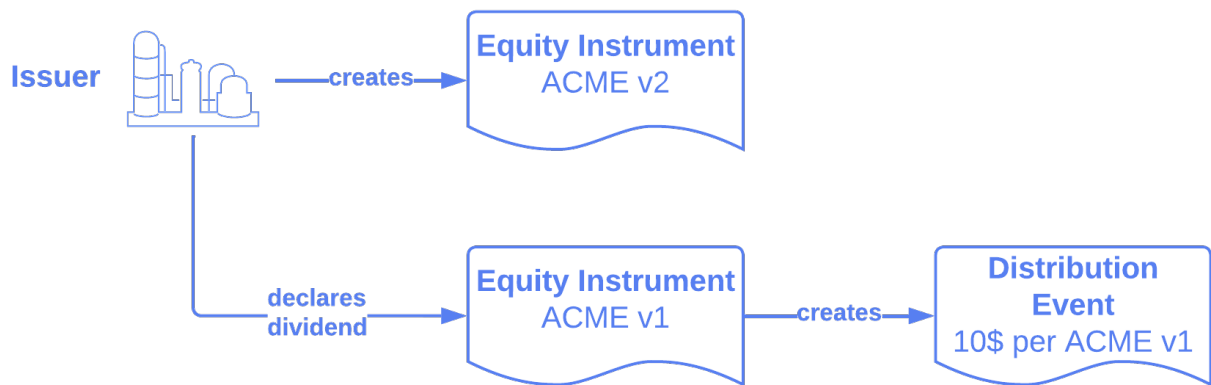 Issuer
creates
Equity Instrument
ACME v2
declares
dividend
Equity Instrument
ACME v1
creates
Distribution
Event
10$ per ACME v1